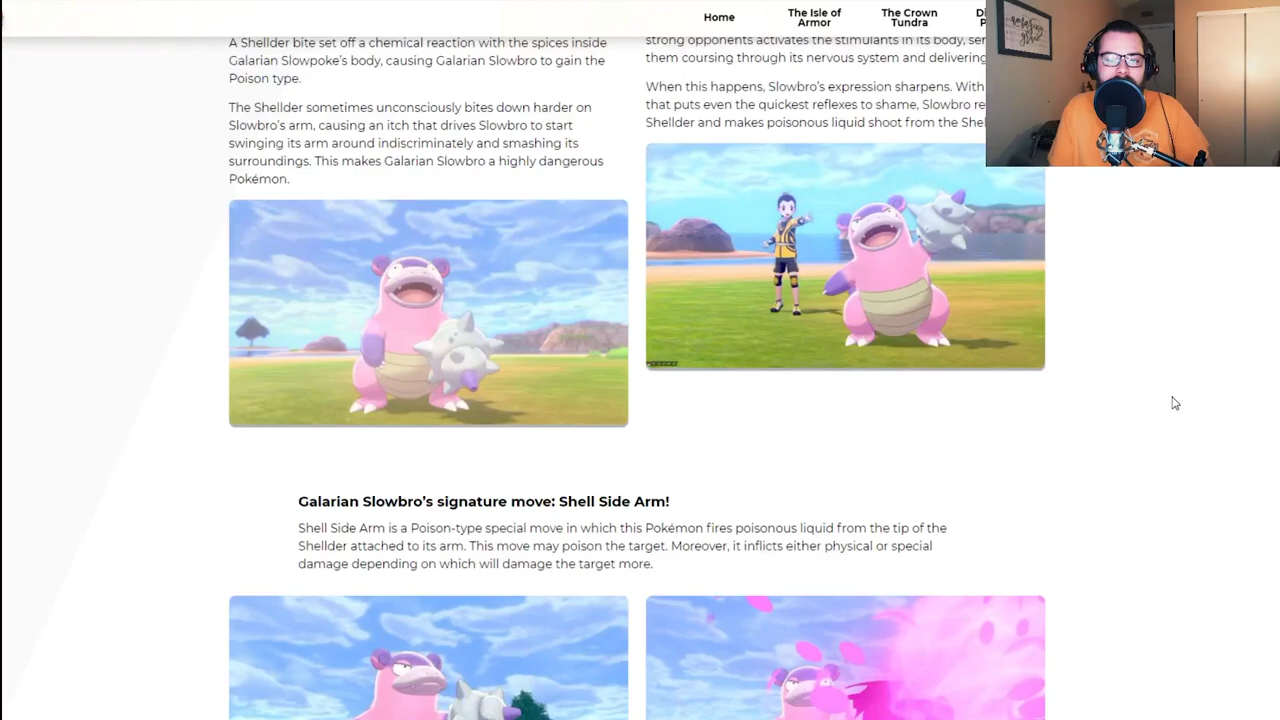 Home
The Isle of
Armor
The Crown
Tundra
A Shellder bite set off a chemical reaction with the spices inside
Galarian Slowpoke's body, causing Galarian Slowbro to gain the
Poison type.
The Shellder sometimes unconsciously bites down harder on
Slowbro's arm, causing an itch that drives Slowbro to start
swinging its arm around indiscriminately and smashing its
surroundings. This makes Galarian Slowbro a highly dangerous
Pokémon.
strong opponents activates the stimulants in its body,
them coursing through its nervous system and delivering
When this happens, Slowbro's expression sharpens. With
that puts even the quickest reflexes to shame, Slowbro
Shellder and makes poisonous liquid shoot from the
amazing
grace
Galarian Slowbro's signature move: Shell Side Arm!
Shell Side Arm is a Poison-type special move in which this Pokémon fires poisonous liquid from the tip of the
Shellder attached to its arm. This move may poison the target. Moreover, it inflicts either physical or special
damage depending on which will damage the target more.